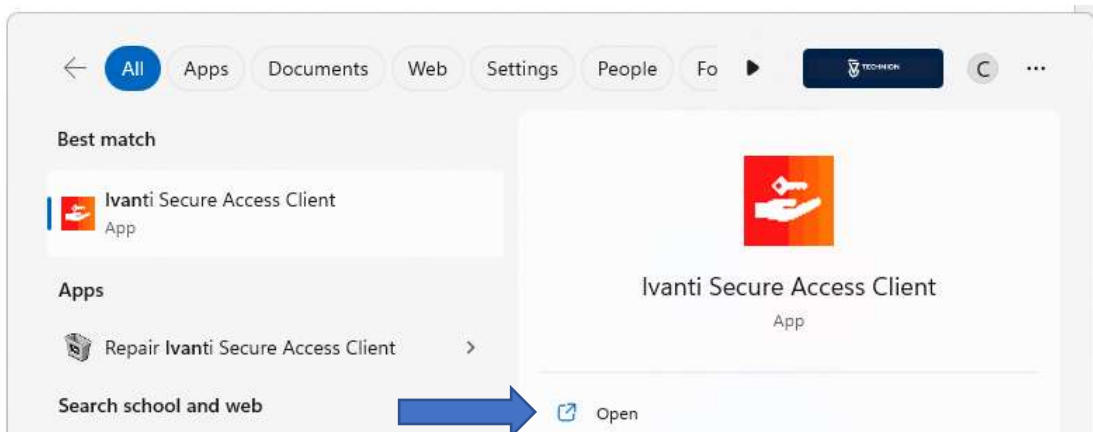 All Apps Documents Web Settings People Fo TECHNION C ...
Best match
Ivanti Secure Access Client
App
Apps
Repair Ivanti Secure Access Client
Search school and web
Ivanti Secure Access Client
App
Open